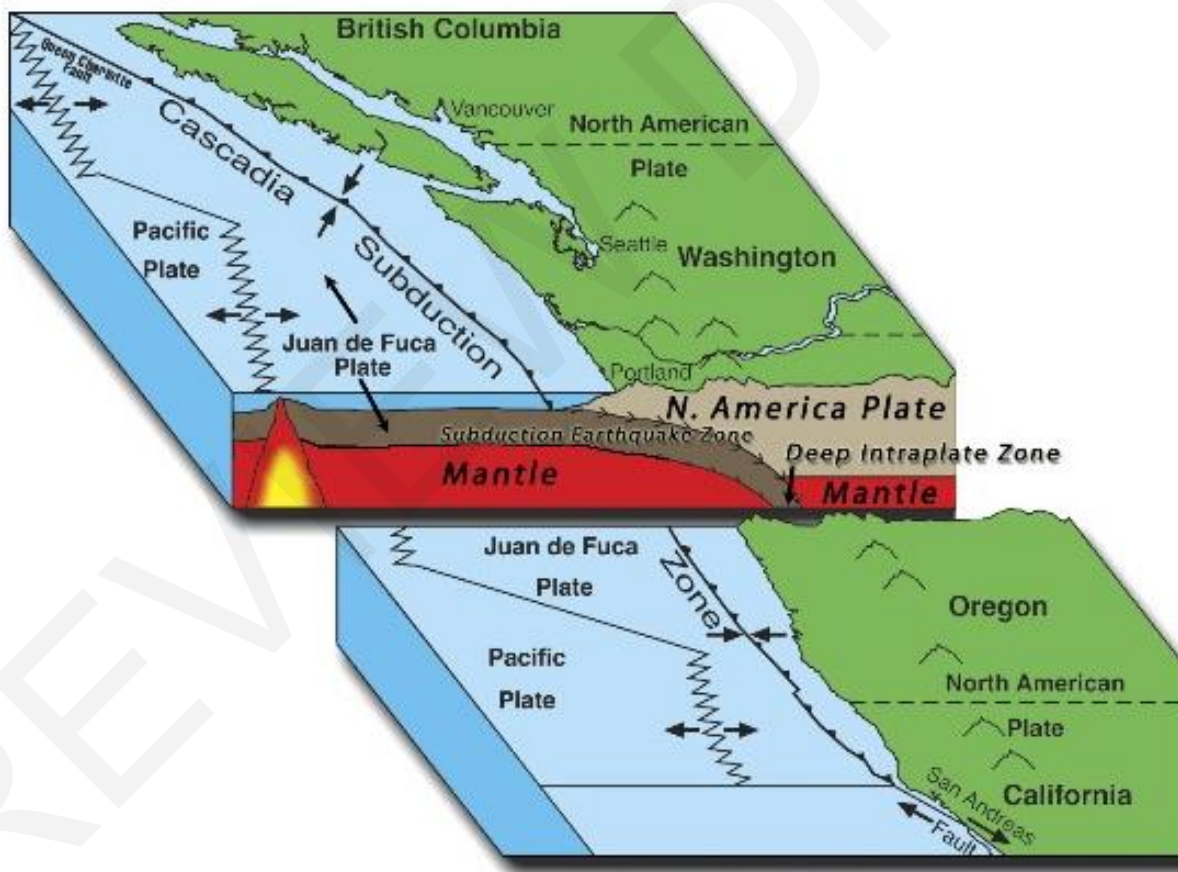 British Columbia
Queen Charlotte
Fault
Vancouver
North American
Plate
Cascadia
Subduction
Pacific
Plate
Seattle
Washington
Juan de Fuca
Plate
Portland
N. America Plate
Subduction Earthquake Zone
Deep Intraplate Zone
Mantle
Mantle
Juan de Fuca
Plate
Zone
Oregon
Pacific
Plate
North American
Plate
California
San Andreas
Fault